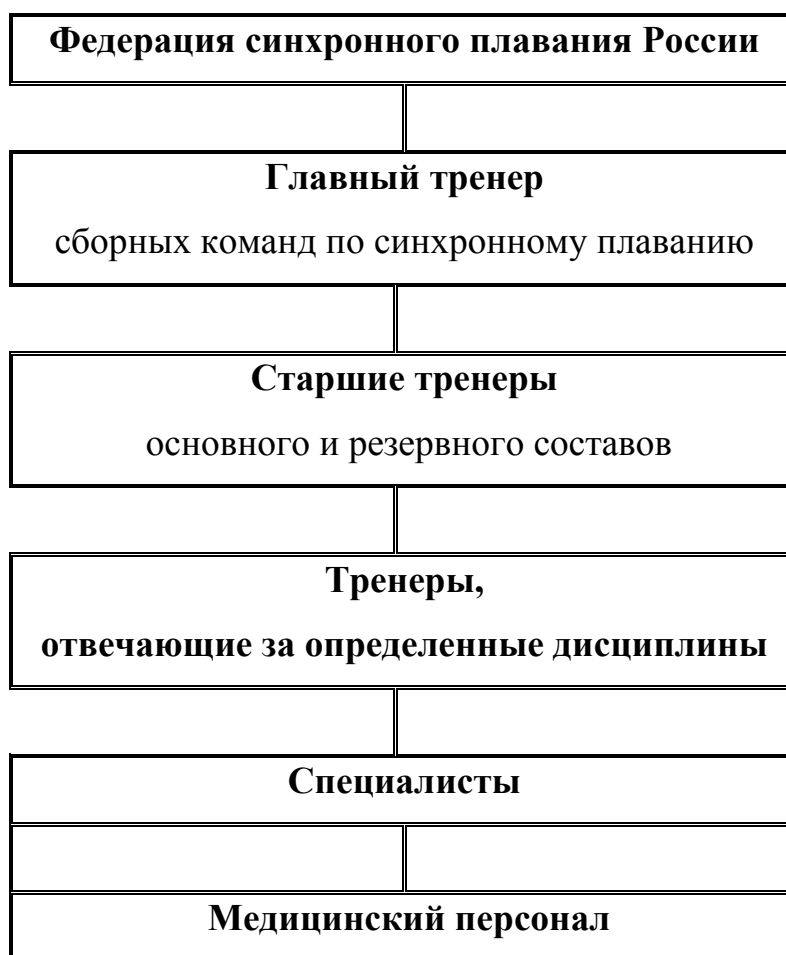 Федерация синхронного плавания России
Главный тренер
сборных команд по синхронному плаванию
Старшие тренеры
основного и резервного составов
Тренеры,
отвечающие за определенные дисциплины
Специалисты
Медицинский персонал